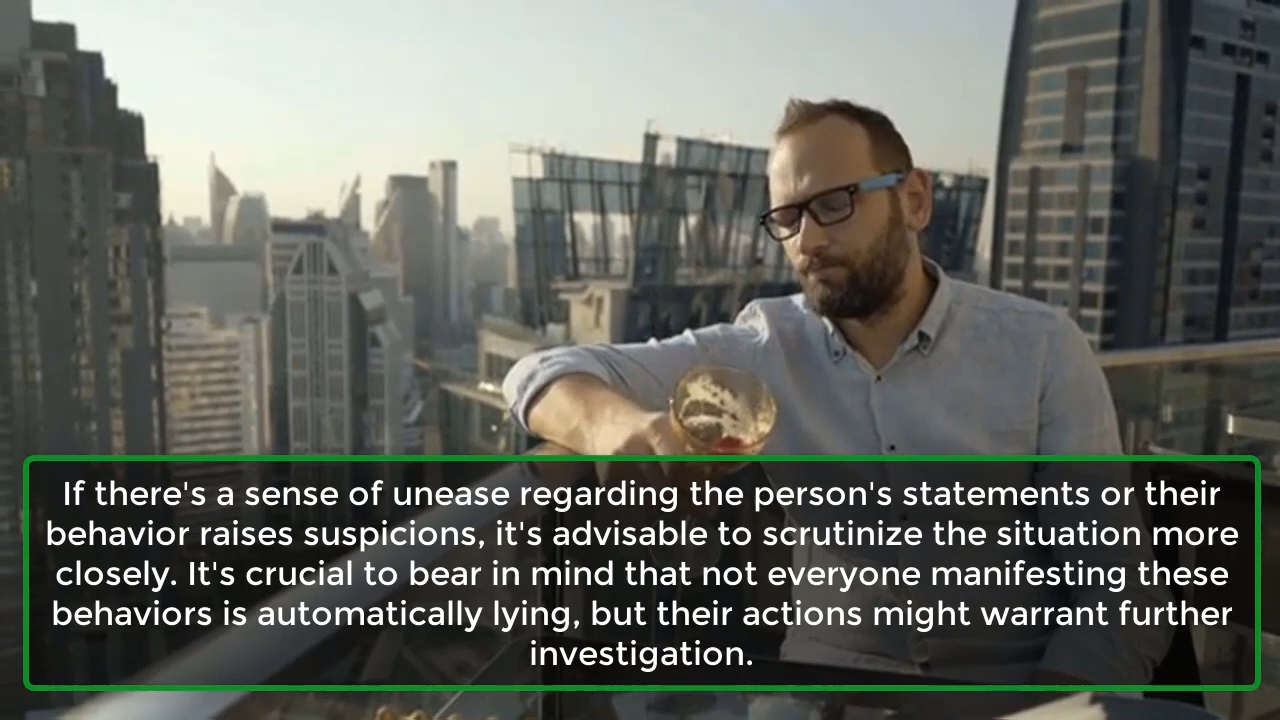 If there's a sense of unease regarding the person's statements or their
behavior raises suspicions, it's advisable to scrutinize the situation more
closely. It's crucial to bear in mind that not everyone manifesting these
behaviors is automatically lying, but their actions might warrant further
investigation.